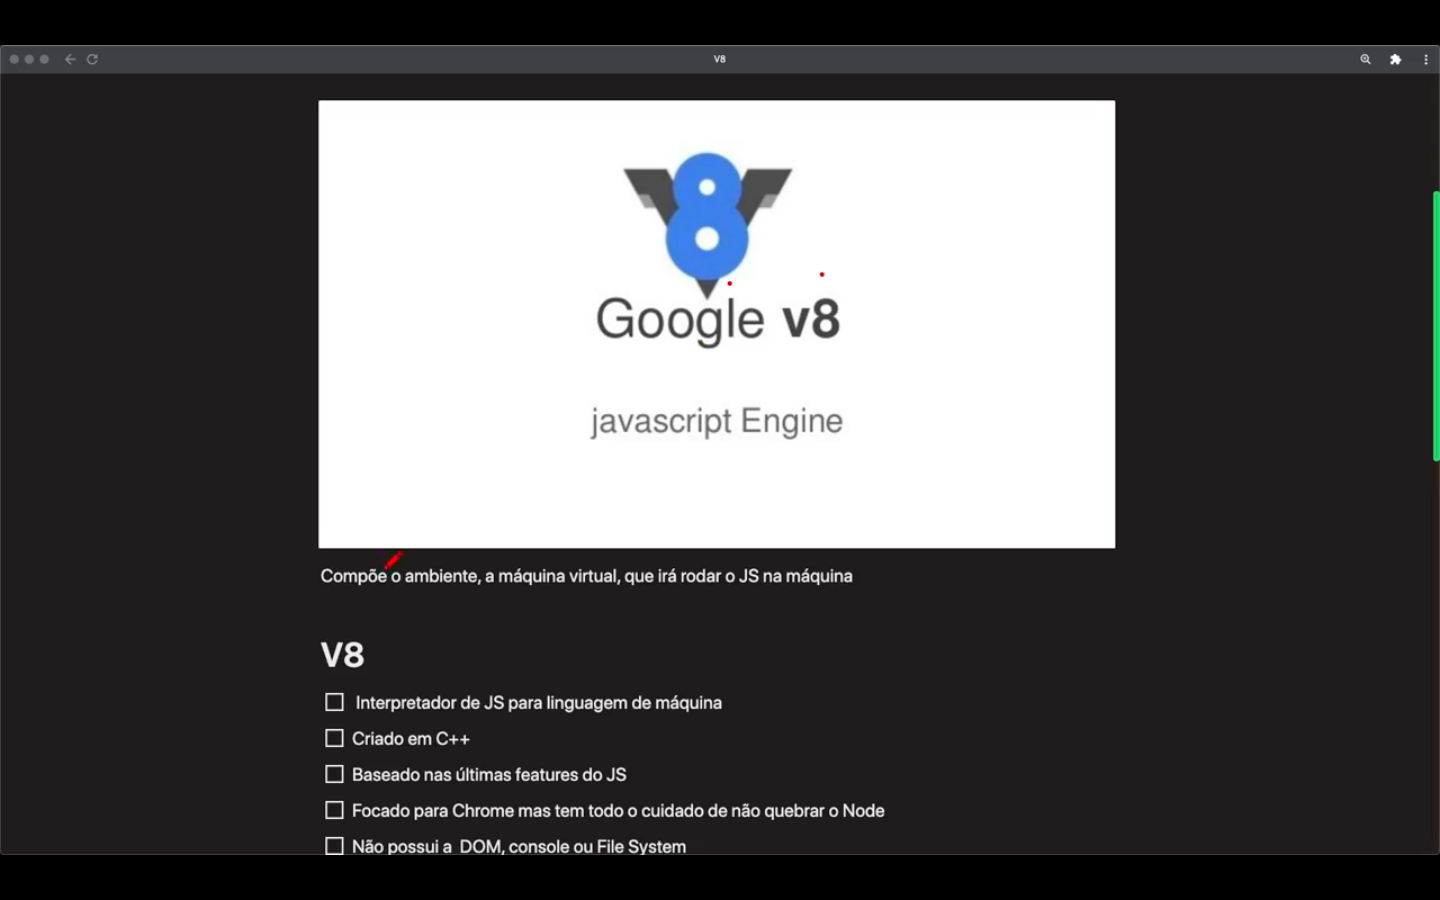 V8
8
Google v8
javascript Engine
Compõe o ambiente, a máquina virtual, que irá rodar o JS na máquina
V8
Interpretador de JS para linguagem de máquina
Criado em C++
Baseado nas últimas features do JS
Focado para Chrome mas tem todo o cuidado de não quebrar o Node
Não possui a DOM, console ou File System